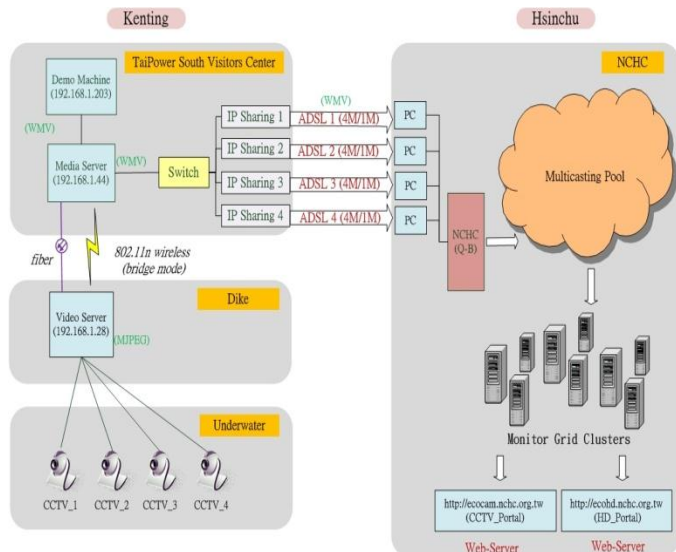 Kenting
Hsinchu
TaiPower South Visitors Center
NCHC
Demo Machine
(192.168.1.203)
(WMV)
Media Server
(192.168.1.44)
(WMV)
Switch
IP Sharing 1
IP Sharing 2
IP Sharing 3
IP Sharing 4
(WMV)
ADSL 1 (4M/1M)
ADSL 2 (4M/1M)
ADSL 3 (4M/1M)
ADSL 4 (4M/1M)
PC
PC
PC
PC
NCHC
(Q-B)
Multicasting Pool
fiber
802.11n wireless
(bridge mode)
Dike
Video Server
(192.168.1.28)
(MJPEG)
Underwater
CCTV_1
CCTV_2
CCTV_3
CCTV_4
Monitor Grid Clusters
http://ecocam.nchc.org.tw
(CCTV_Portal)
http://ecohd.nchc.org.tw
(HD_Portal)
Web-Server
Web-Server